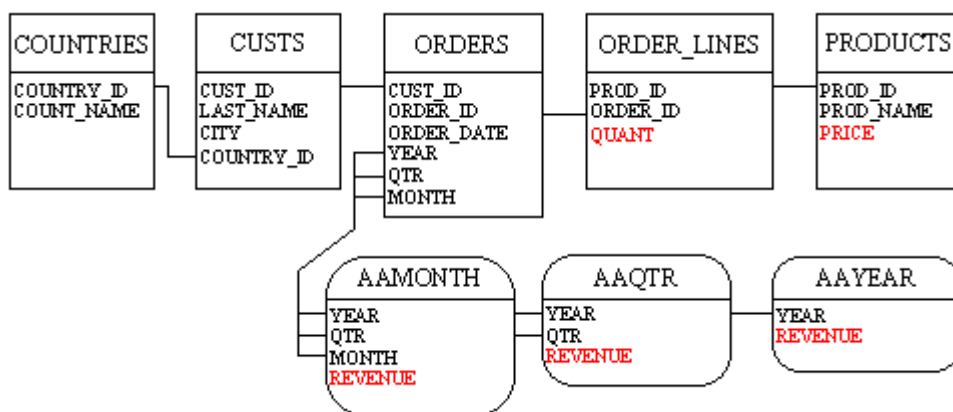 COUNTRIES
COUNTRY_ID
COUNT_NAME
CUSTS
CUST_ID
LAST_NAME
CITY
COUNTRY_ID
ORDERS
CUST_ID
ORDER_ID
ORDER_DATE
YEAR
QTR
MONTH
ORDER_LINES
PROD_ID
ORDER_ID
QUANT
PRODUCTS
PROD_ID
PROD_NAME
PRICE
AAMONTH
YEAR
QTR
MONTH
REVENUE
AAQTR
YEAR
QTR
REVENUE
AAYEAR
YEAR
REVENUE